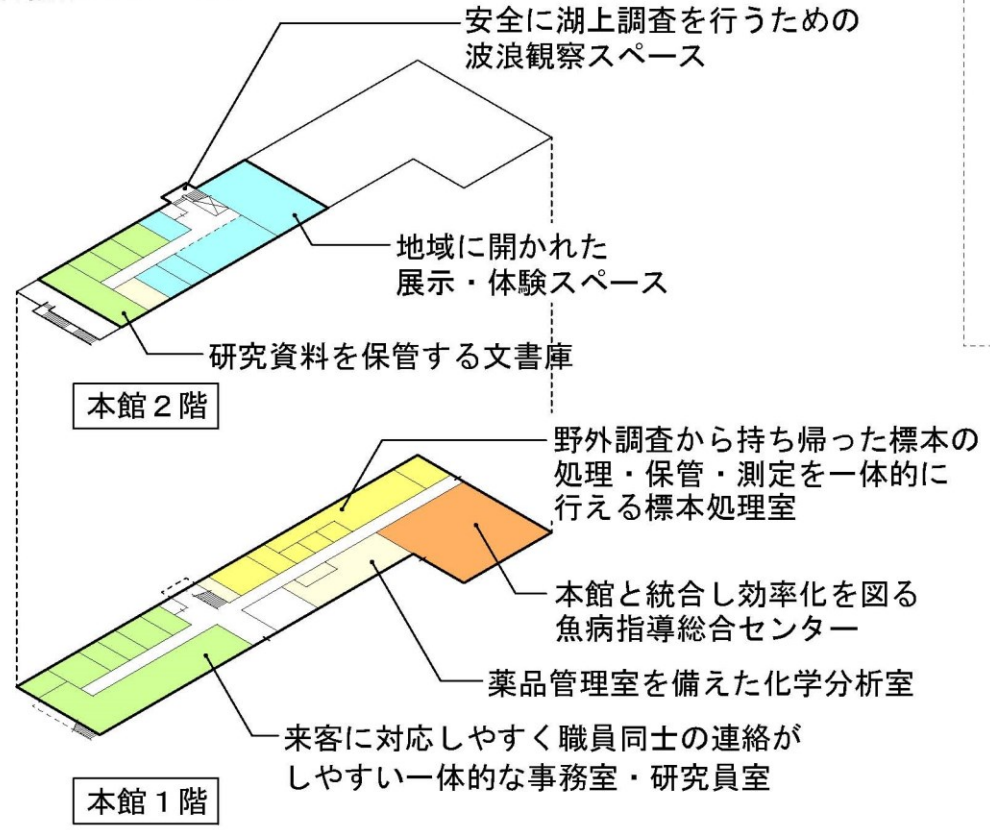 安全に湖上調査を行うための
波浪観察スペース
地域に開かれた
展示・体験スペース
研究資料を保管する文書庫
本館２階
野外調査から持ち帰った標本の
処理・保管・測定を一体的に
行える標本処理室
本館と統合し効率化を図る
魚病指導総合センター
薬品管理室を備えた化学分析室
来客に対応しやすく職員同士の連絡が
しやすい一体的な事務室・研究員室
本館１階